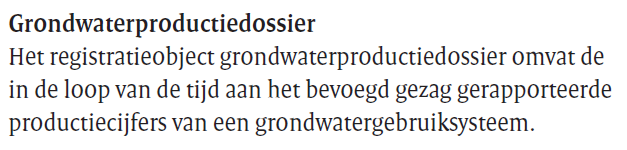 Grondwaterproductiedossier
Het registratieobject grondwaterproductiedossier omvat de
in de loop van de tijd aan het bevoegd gezag gerapporteerde
productiecijfers van een grondwatergebruiksysteem.